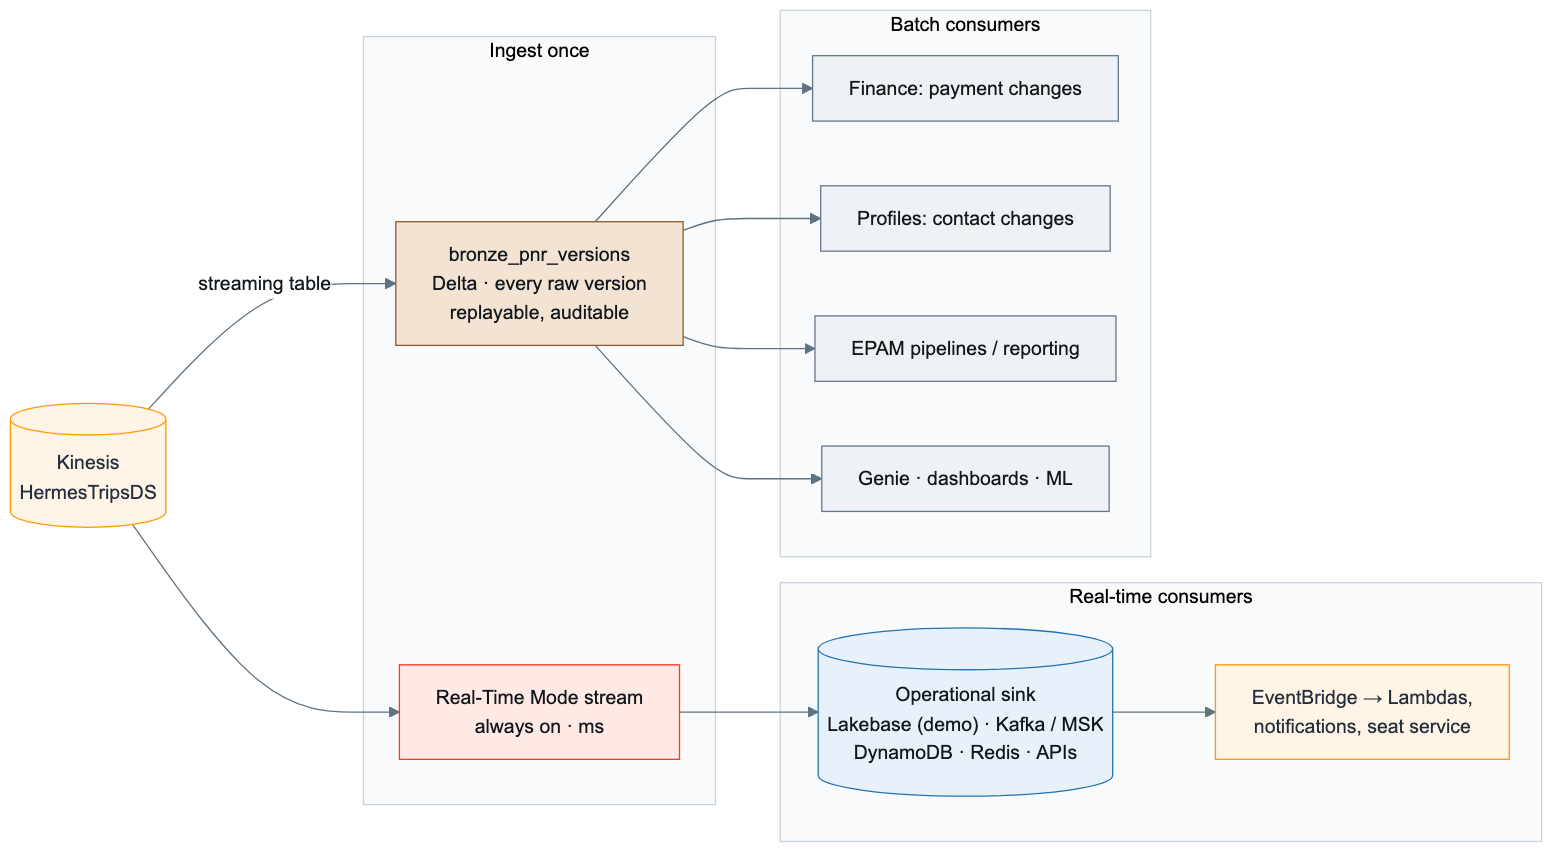 Ingest once
Batch consumers
Finance: payment changes
Profiles: contact changes
bronze_pnr_versions
Delta · every raw version
replayable, auditable
streaming table
EPAM pipelines / reporting
Genie · dashboards · ML
Kinesis
HermesTripsDS
Real-time consumers
Real-Time Mode stream
always on · ms
Operational sink
Lakebase (demo) · Kafka / MSK
DynamoDB · Redis · APIs
EventBridge → Lambdas,
notifications, seat service